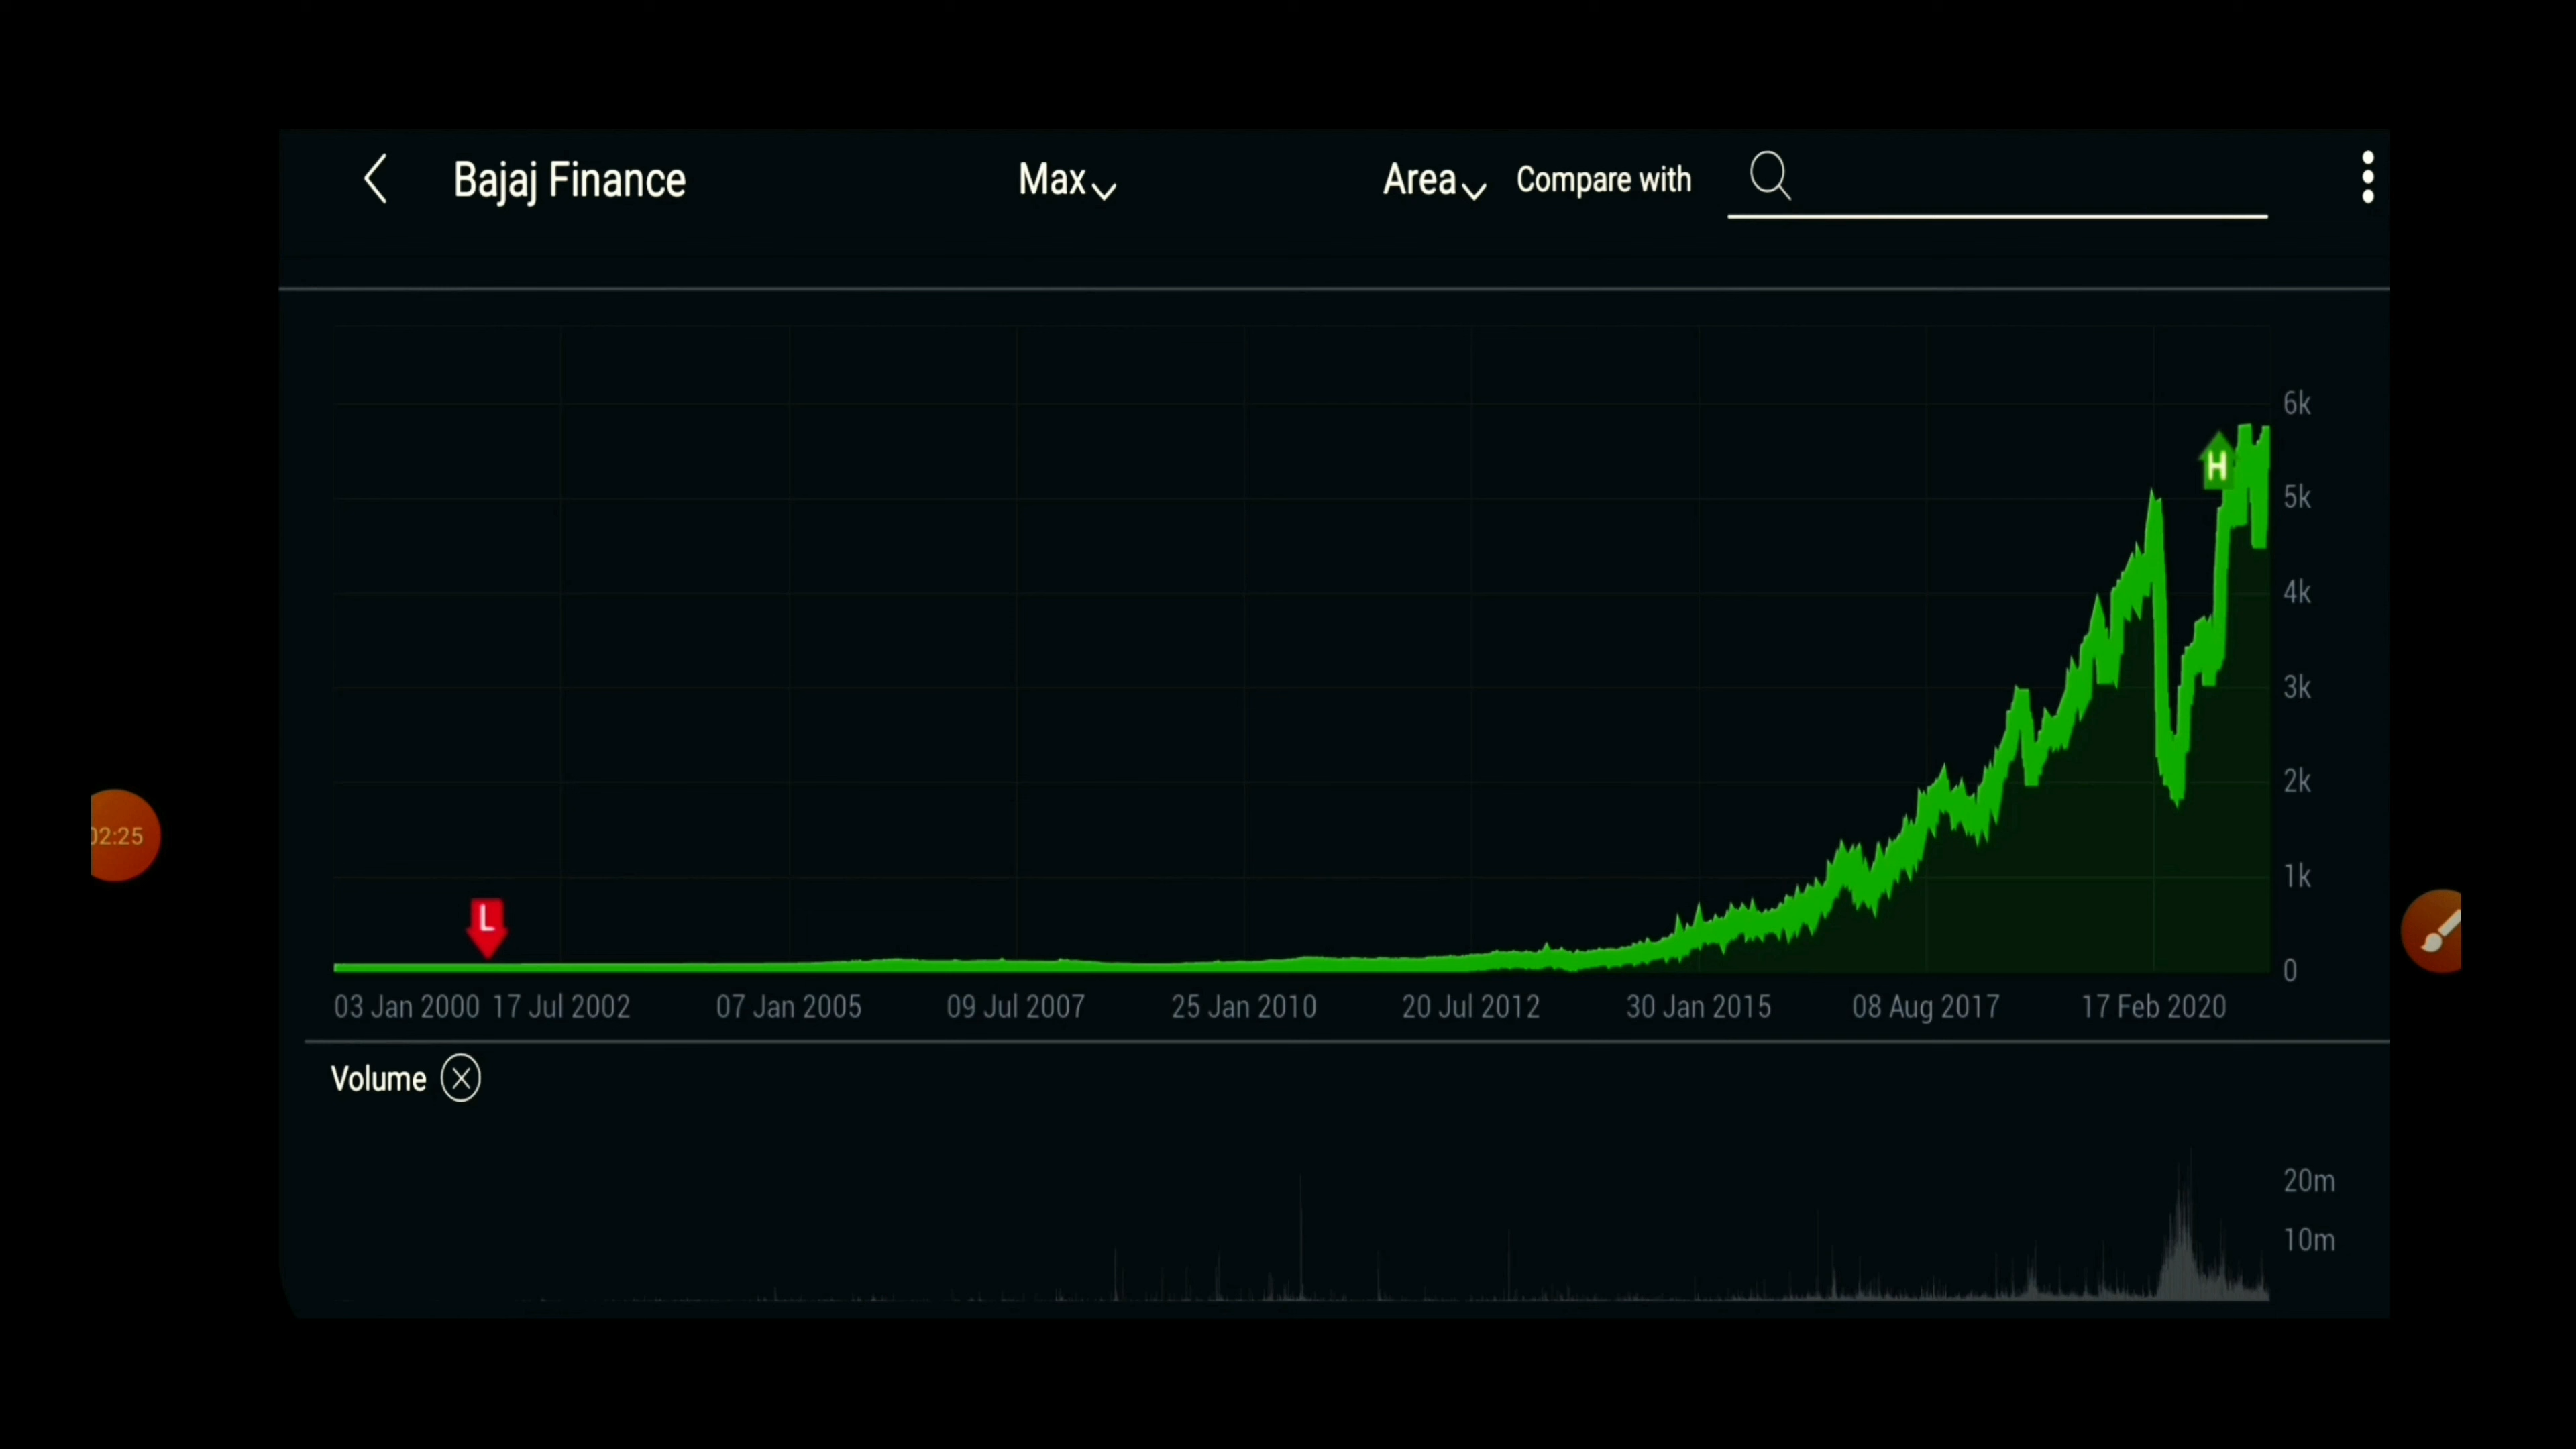 Bajaj Finance Max Area Compare with
6k
H
5k
4k
3k
2k
02:25
1k
L
0
03 Jan 2000 17 Jul 2002 07 Jan 2005 09 Jul 2007 25 Jan 2010 20 Jul 2012 30 Jan 2015 08 Aug 2017 17 Feb 2020
Volume
20m
10m